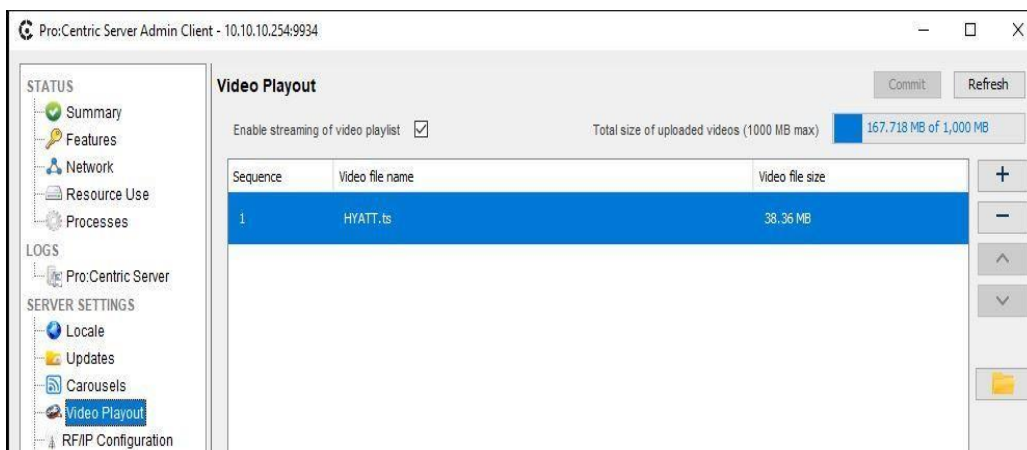 Pro:Centric Server Admin Client - 10.10.10.254:9934
STATUS
Summary
Features
Network
Resource Use
Processes
LOGS
Pro:Centric Server
SERVER SETTINGS
Locale
Updates
Carousels
Video Playout
RF/IP Configuration
Video Playout
Commit
Refresh
Enable streaming of video playlist
Total size of uploaded videos (1000 MB max)
167.718 MB of 1,000 MB
Sequence Video file name Video file size
1 HYATT.ts 38.36 MB